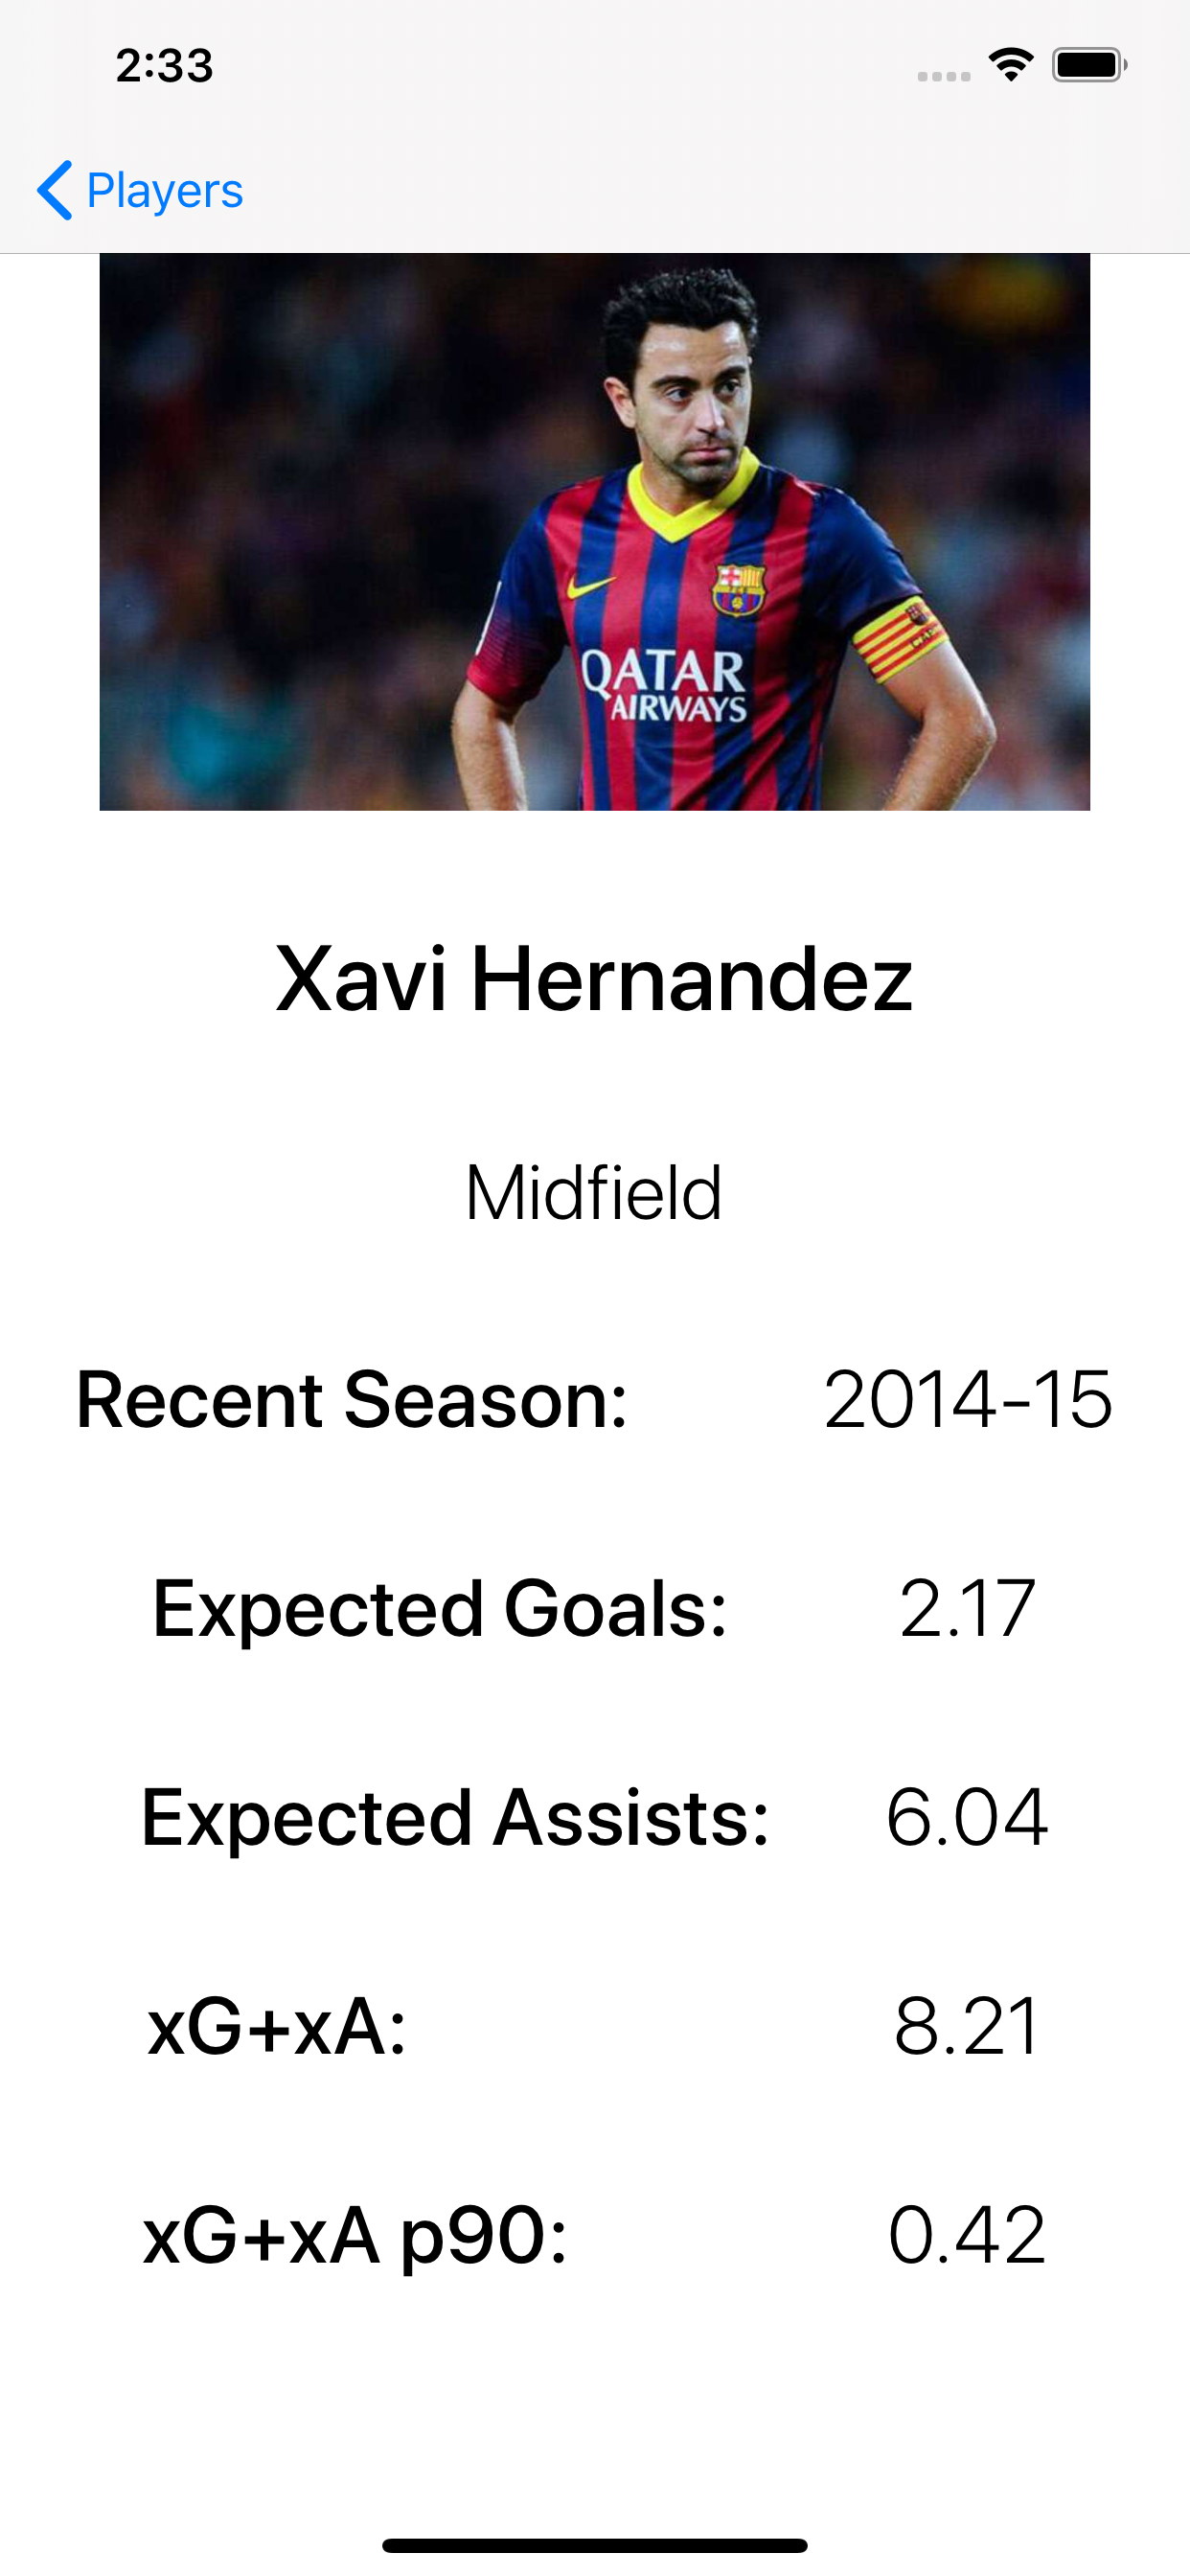 2:33
Players
QATAR
AIRWAYS
Xavi Hernandez
Midfield
Recent Season: 2014-15
Expected Goals: 2.17
Expected Assists: 6.04
xG+xA: 8.21
xG+xA p90: 0.42